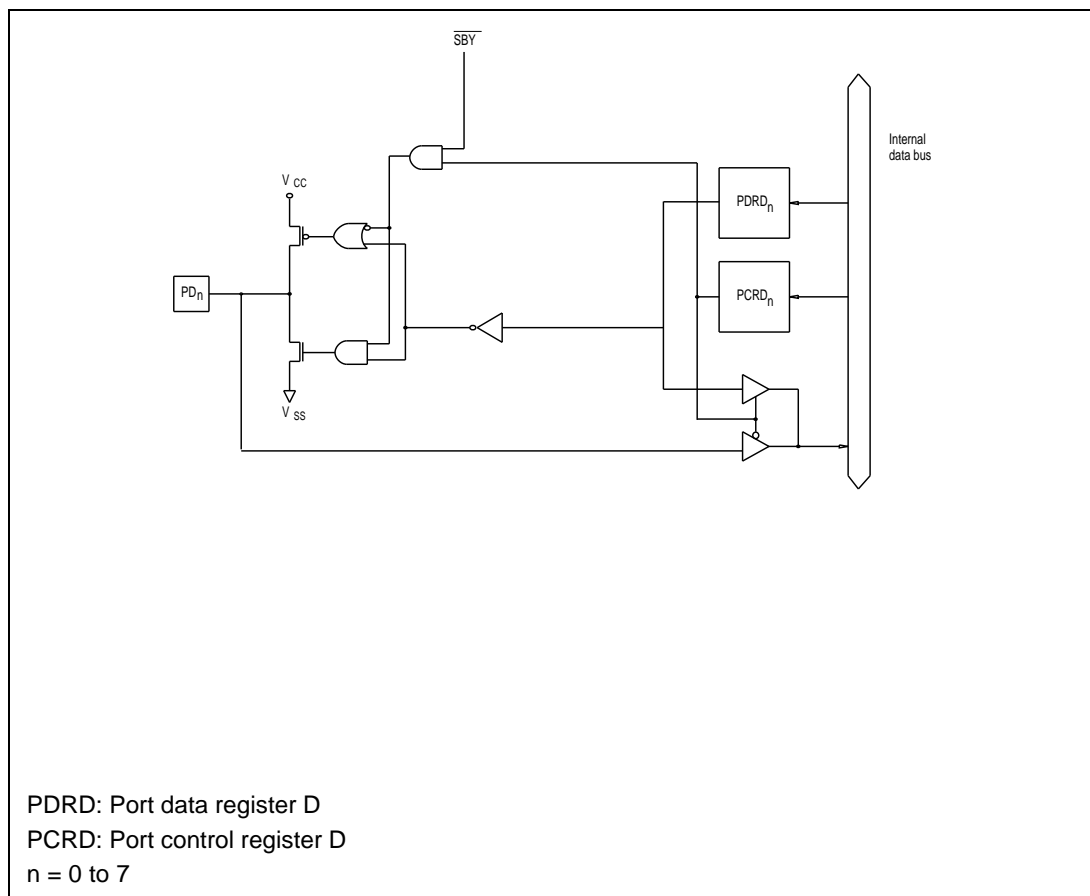 SBY
Internal
data bus
V CC
PDRDn
PCRDn
PDn
V SS
PDRD: Port data register D
PCRD: Port control register D
n = 0 to 7